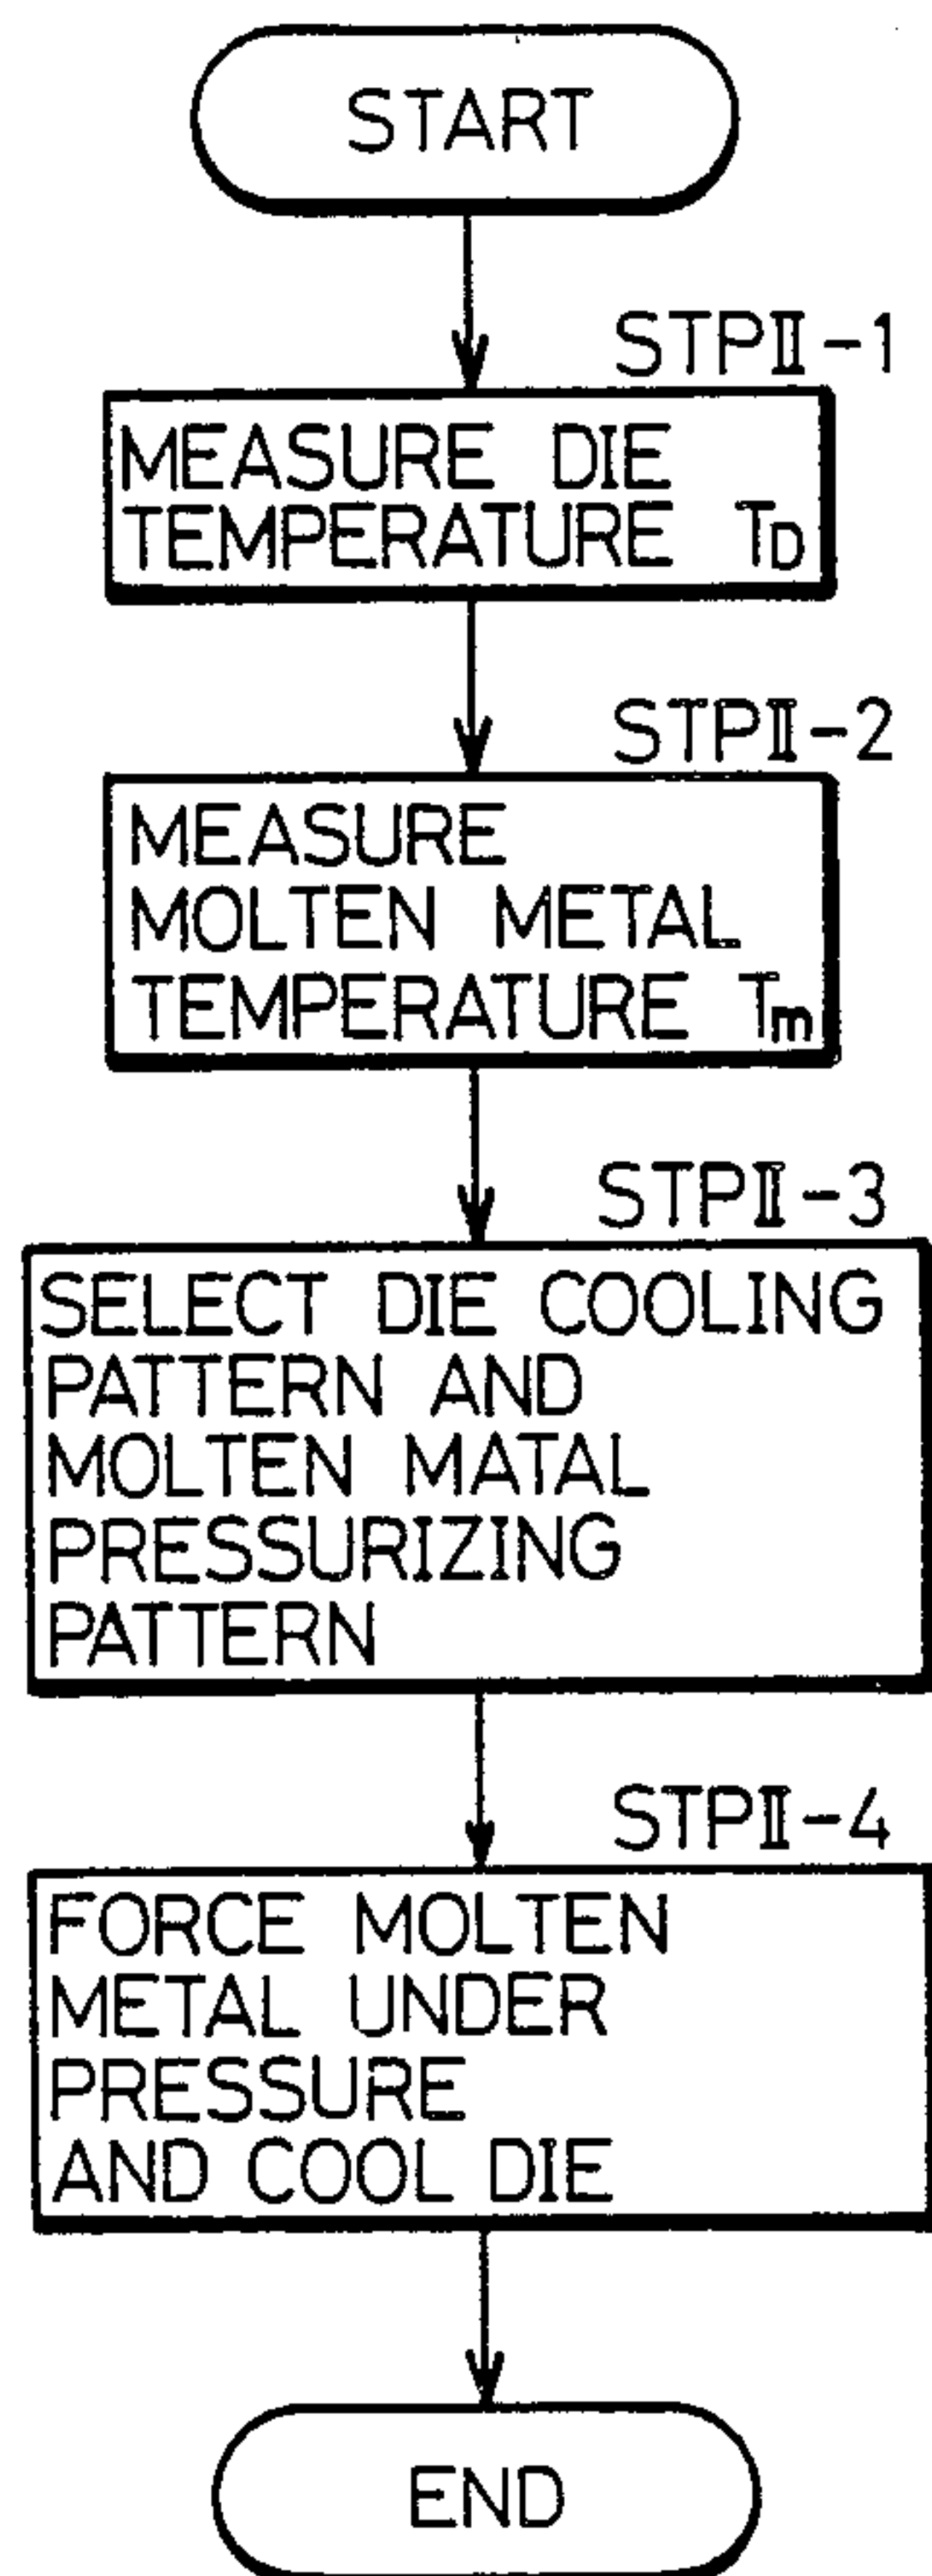 START
STPⅡ-1
MEASURE DIE
TEMPERATURE TD
STPⅡ-2
MEASURE
MOLTEN METAL
TEMPERATURE Tm
STPⅡ-3
SELECT DIE COOLING
PATTERN AND
MOLTEN MATAL
PRESSURIZING
PATTERN
STPⅡ-4
FORCE MOLTEN
METAL UNDER
PRESSURE
AND COOL DIE
END